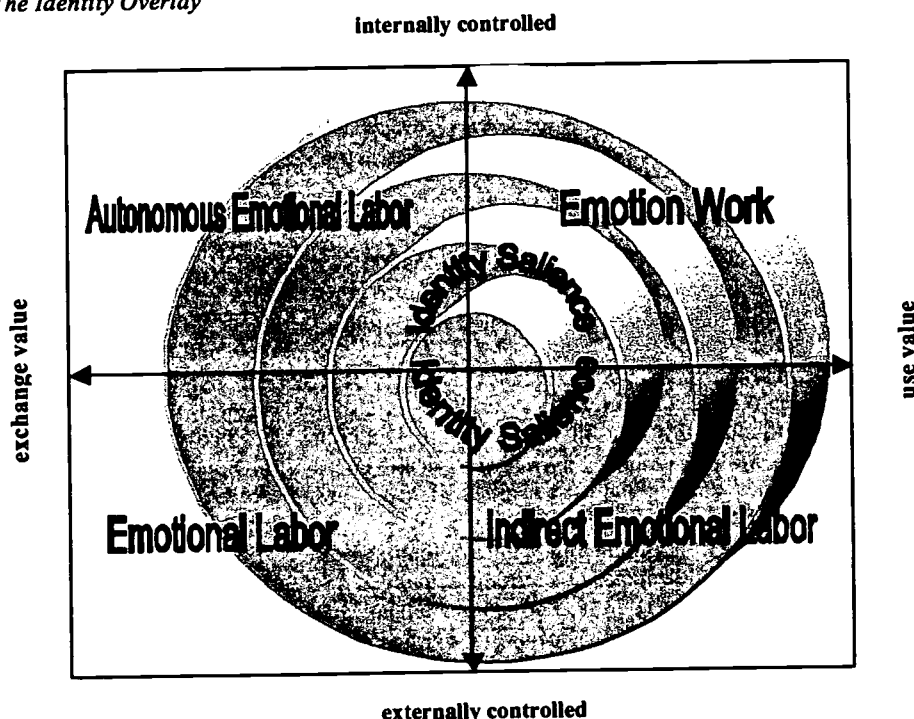 The Identity Overlay
internally controlled
Autonomous Emotional Labor
Emotion Work
Identity Salience
exchange value
use value
Identity Salience
Emotional Labor
Indirect Emotional Labor
externally controlled